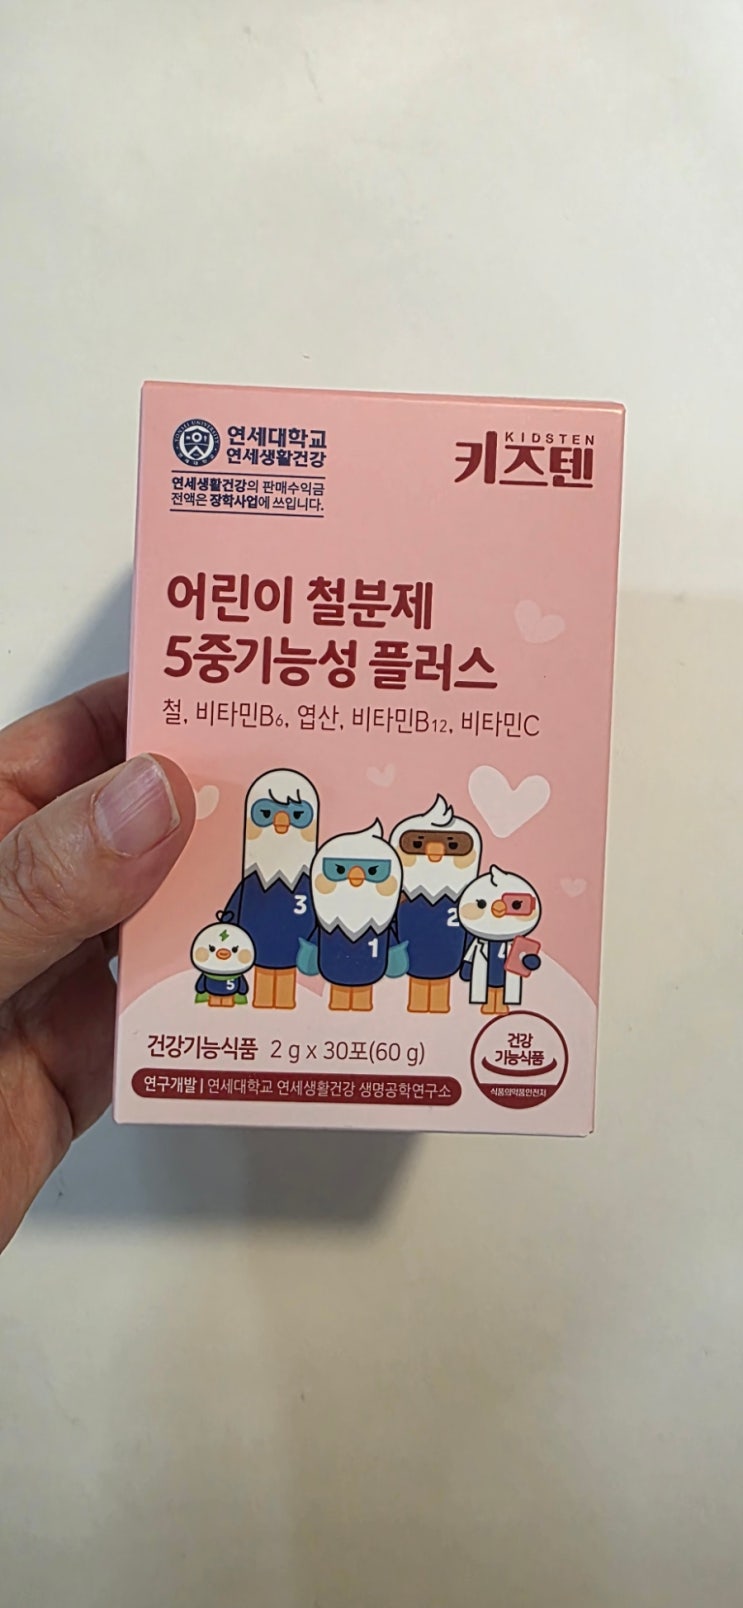 연세대학교
연세생활건강
연세생활건강의 판매수익금
전액은 장학사업에 쓰입니다.
KIDSTEN
키즈텐
어린이 철분제
5중기능성 플러스
철, 비타민B6, 엽산, 비타민B12, 비타민C
3
2
1
5
건강기능식품 2 g x 30포(60 g)
건강
기능식품
식품의약품안전처
연구개발 | 연세대학교 연세생활건강 생명공학연구소